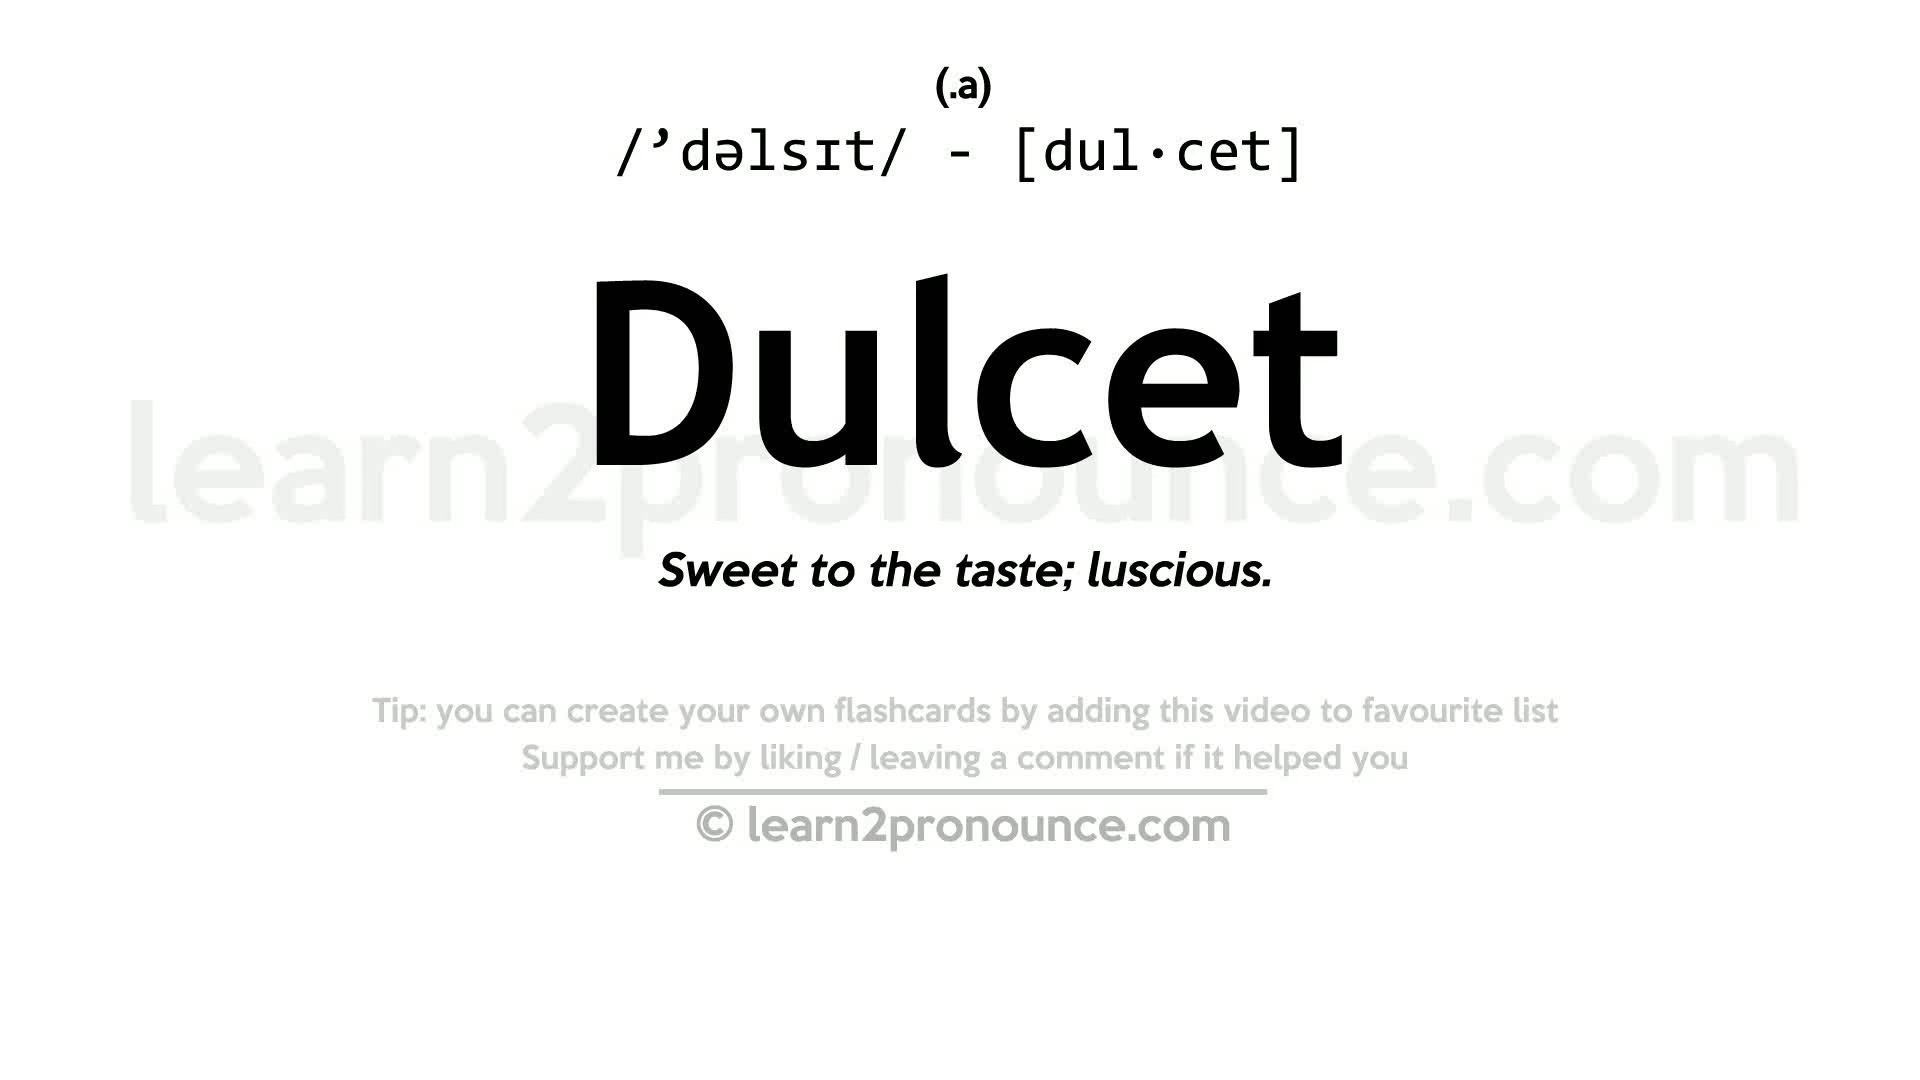 (.a)
/’dəlsɪt/ - [dul·cet]
Dulcet
learn2pronounce.com
Sweet to the taste; luscious.
Tip: you can create your own flashcards by adding this video to favourite list
Support me by liking / leaving a comment if it helped you
© learn2pronounce.com